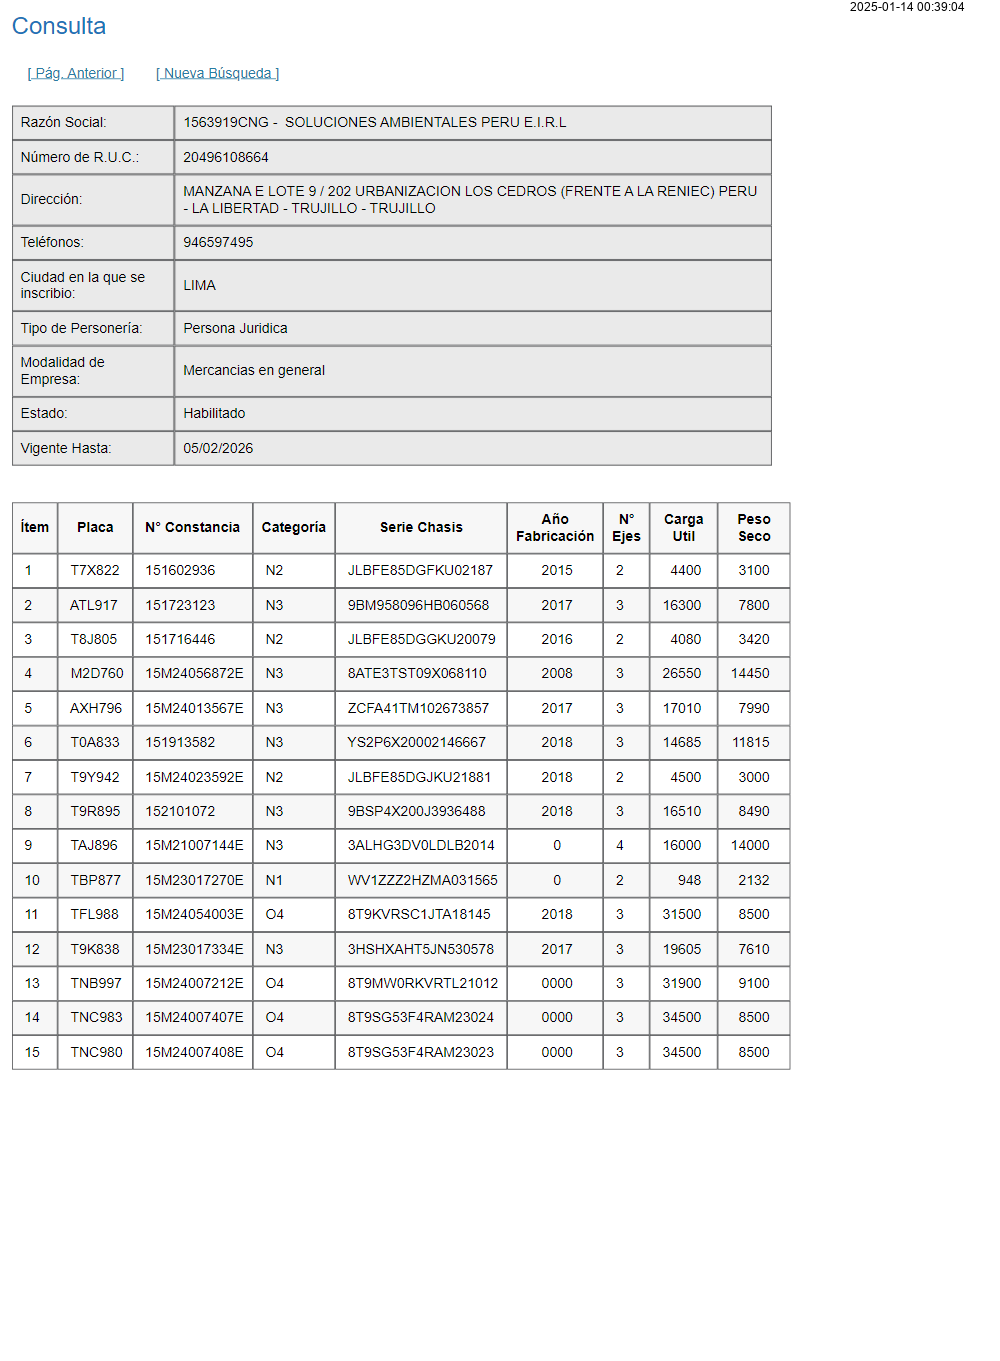 2025-01-14 00:39:04
Consulta
[ Pág. Anterior ] [ Nueva Búsqueda ]
Razón Social: 1563919CNG - SOLUCIONES AMBIENTALES PERU E.I.R.L
Número de R.U.C.: 20496108664
Dirección: MANZANA E LOTE 9 / 202 URBANIZACION LOS CEDROS (FRENTE A LA RENIEC) PERU
- LA LIBERTAD - TRUJILLO - TRUJILLO
Teléfonos: 946597495
Ciudad en la que se
inscribio: LIMA
Tipo de Personería: Persona Juridica
Modalidad de
Empresa: Mercancias en general
Estado: Habilitado
Vigente Hasta: 05/02/2026
Ítem Placa N° Constancia Categoría Serie Chasis Año Fabricación N° Ejes Carga Util Peso Seco
1 T7X822 151602936 N2 JLBFE85DGFKU02187 2015 2 4400 3100
2 ATL917 151723123 N3 9BM958096HB060568 2017 3 16300 7800
3 T8J805 151716446 N2 JLBFE85DGGKU20079 2016 2 4080 3420
4 M2D760 15M24056872E N3 8ATE3TST09X068110 2008 3 26550 14450
5 AXH796 15M24013567E N3 ZCFA41TM102673857 2017 3 17010 7990
6 T0A833 151913582 N3 YS2P6X20002146667 2018 3 14685 11815
7 T9Y942 15M24023592E N2 JLBFE85DGJKU21881 2018 2 4500 3000
8 T9R895 152101072 N3 9BSP4X200J3936488 2018 3 16510 8490
9 TAJ896 15M21007144E N3 3ALHG3DV0LDLB2014 0 4 16000 14000
10 TBP877 15M23017270E N1 WV1ZZZ2HZMA031565 0 2 948 2132
11 TFL988 15M24054003E O4 8T9KVRSC1JTA18145 2018 3 31500 8500
12 T9K838 15M23017334E N3 3HSHXAHT5JN530578 2017 3 19605 7610
13 TNB997 15M24007212E O4 8T9MW0RKVRTL21012 0000 3 31900 9100
14 TNC983 15M24007407E O4 8T9SG53F4RAM23024 0000 3 34500 8500
15 TNC980 15M24007408E O4 8T9SG53F4RAM23023 0000 3 34500 8500